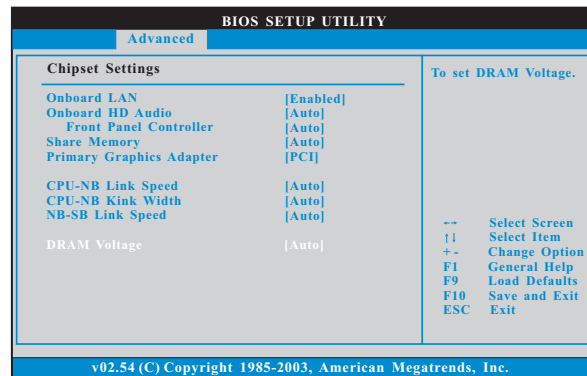 BIOS SETUP UTILITY
Advanced
Chipset Settings
Onboard LAN [Enabled]
Onboard HD Audio [Auto]
Front Panel Controller [Auto]
Share Memory [Auto]
Primary Graphics Adapter [PCI]
CPU-NB Link Speed [Auto]
CPU-NB Kink Width [Auto]
NB-SB Link Speed [Auto]
DRAM Voltage [Auto]
To set DRAM Voltage.
←→ Select Screen
↑↓ Select Item
+ - Change Option
F1 General Help
F9 Load Defaults
F10 Save and Exit
ESC Exit
v02.54 (C) Copyright 1985-2003, American Megatrends, Inc.